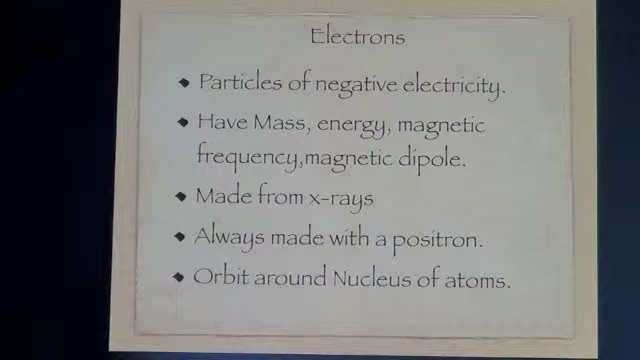 Electrons
Particles of negative electricity.
Have Mass, energy, magnetic
frequency,magnetic dipole.
Made from x-rays
Always made with a positron.
Orbit around Nucleus of atoms.